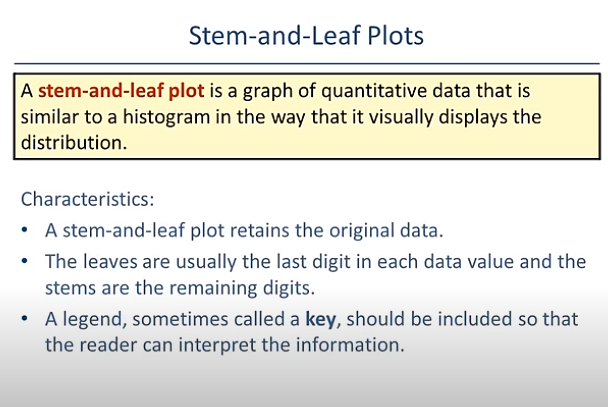 Stem-and-Leaf Plots
A stem-and-leaf plot is a graph of quantitative data that is
similar to a histogram in the way that it visually displays the
distribution.
Characteristics:
• A stem-and-leaf plot retains the original data.
• The leaves are usually the last digit in each data value and the
stems are the remaining digits.
• A legend, sometimes called a key, should be included so that
the reader can interpret the information.